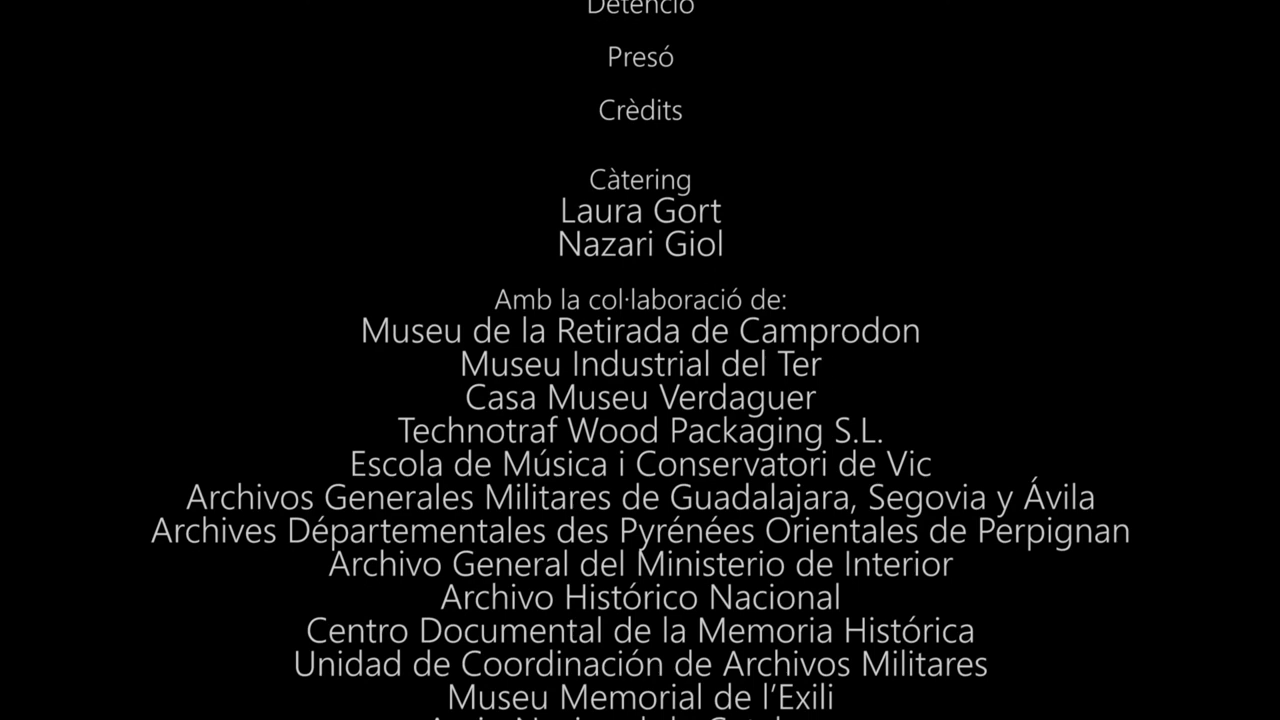 Detenció
Presó
Crèdits
Càtering
Laura Gort
Nazari Giol
Amb la col·laboració de:
Museu de la Retirada de Camprodon
Museu Industrial del Ter
Casa Museu Verdaguer
Technotraf Wood Packaging S.L.
Escola de Música i Conservatori de Vic
Archivos Generales Militares de Guadalajara, Segovia y Ávila
Archives Départementales des Pyrénées Orientales de Perpignan
Archivo General del Ministerio de Interior
Archivo Histórico Nacional
Centro Documental de la Memoria Histórica
Unidad de Coordinación de Archivos Militares
Museu Memorial de l’Exili